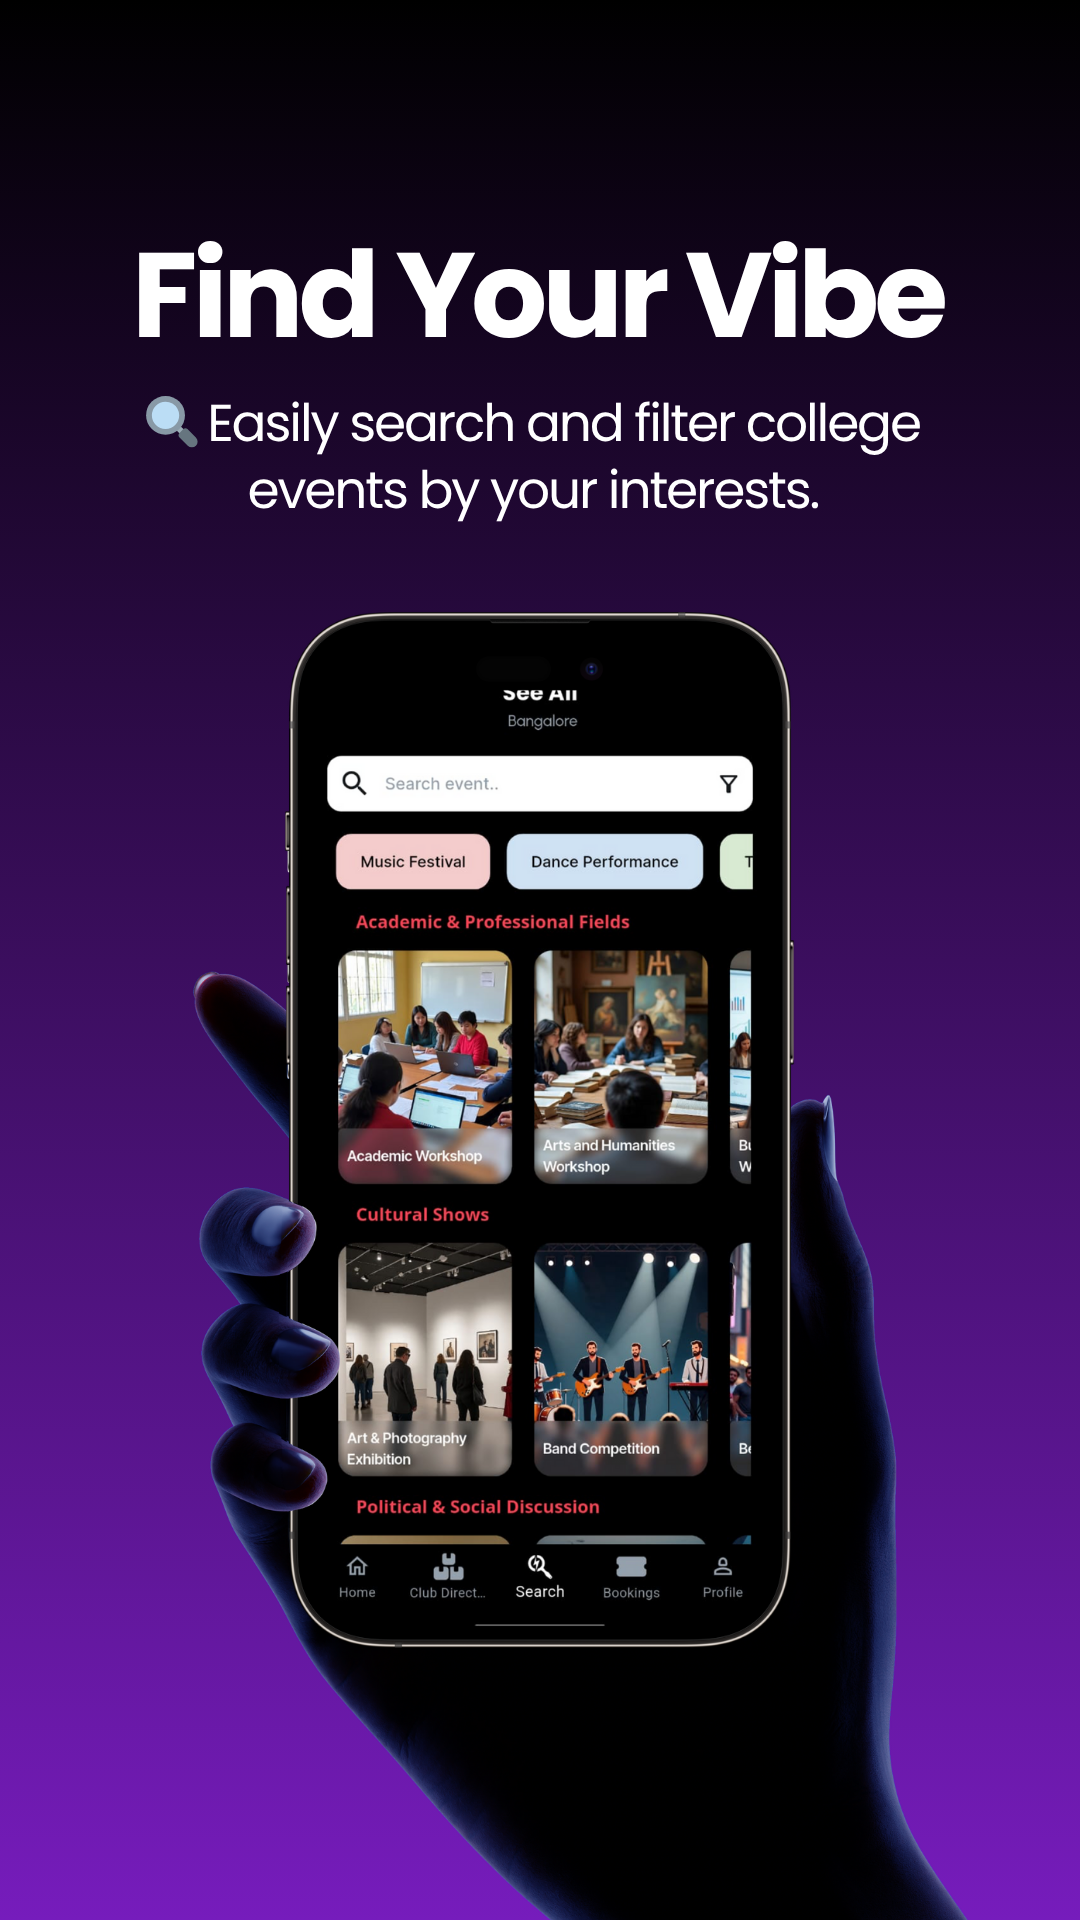 Find Your Vibe
🔍 Easily search and filter college
events by your interests.
See All
Bangalore
Search event..
Music Festival
Dance Performance
Academic & Professional Fields
Academic Workshop
Arts and Humanities
Workshop
Cultural Shows
Art & Photography
Exhibition
Band Competition
Political & Social Discussion
Home
Club Direct...
Search
Bookings
Profile